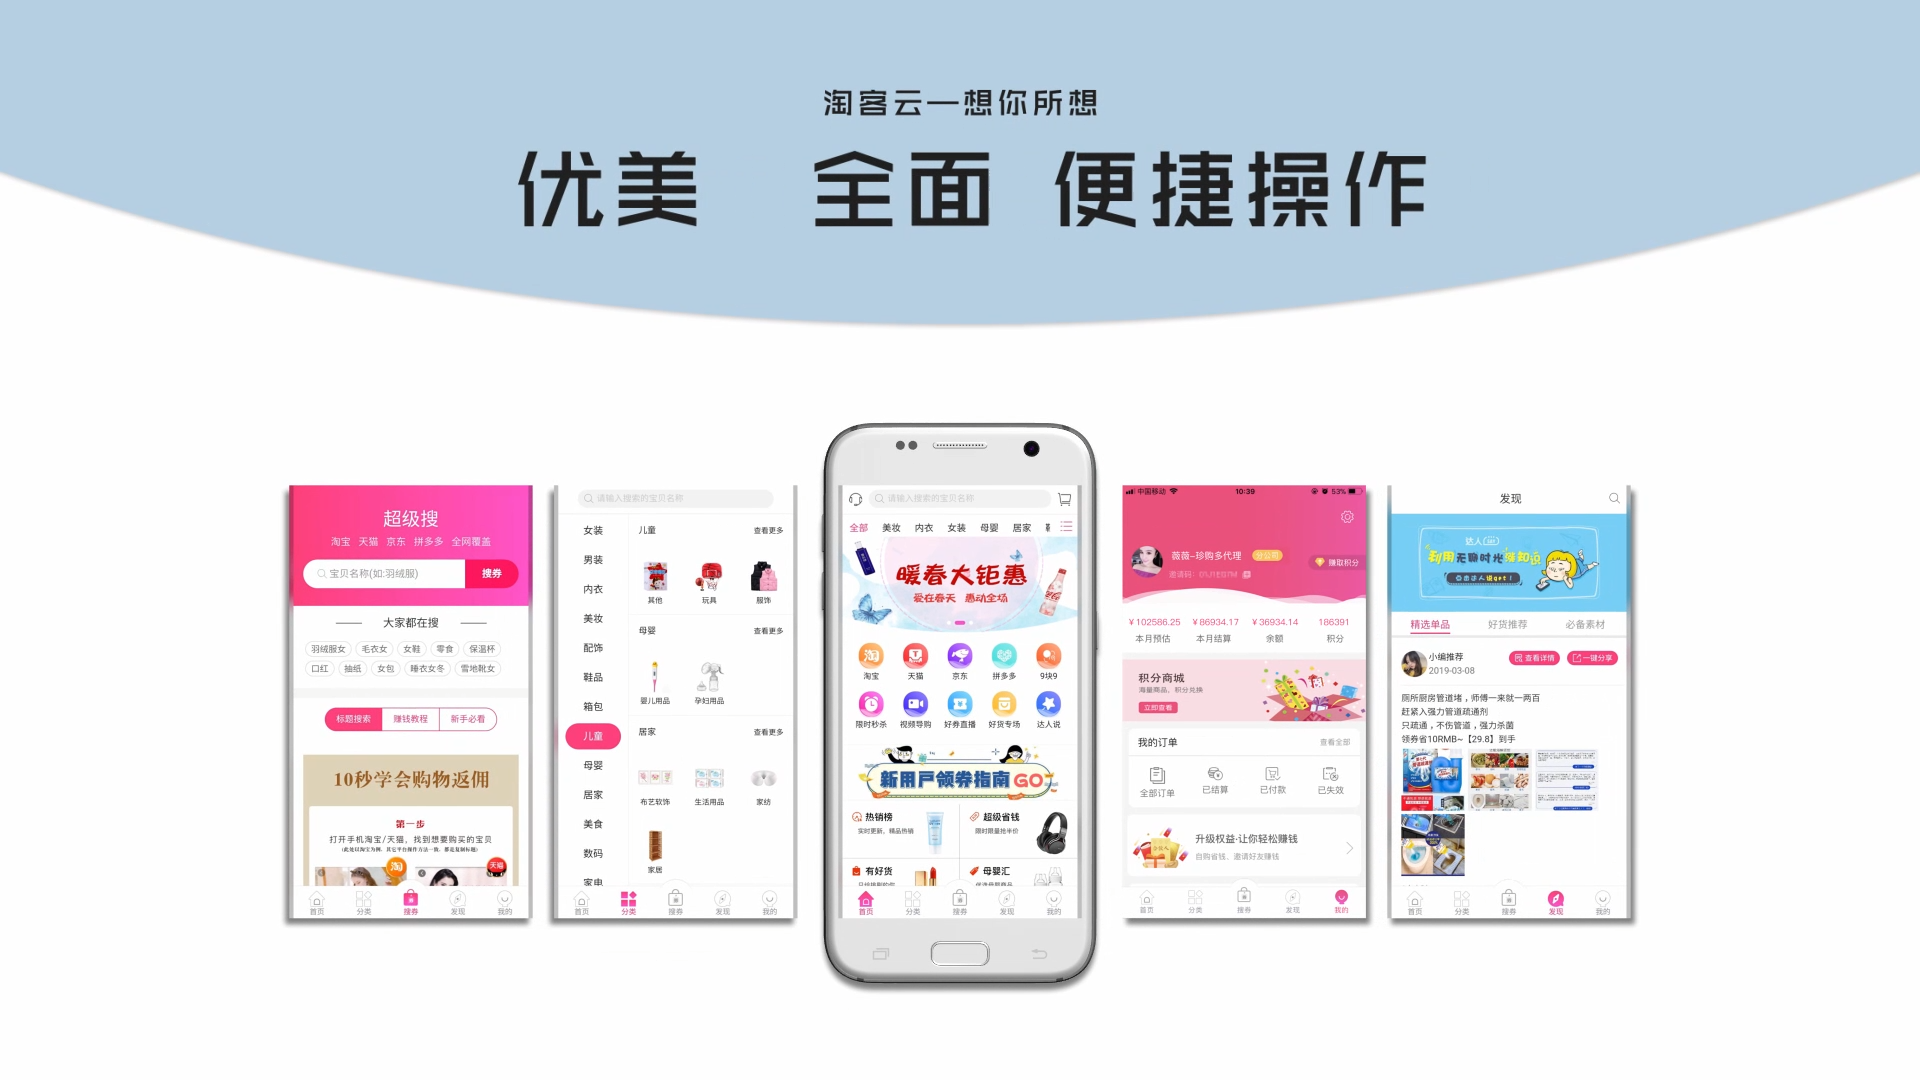 淘客云—想你所想
优美 全面 便捷操作
超级搜
淘宝 天猫 京东 拼多多 全网覆盖
宝贝名称(如:羽绒服)
搜券
大家都在搜
羽绒服女 毛衣女 女鞋 零食 保温杯
口红 抽纸 女包 睡衣女冬 雪地靴女
标题搜索 赚钱教程 新手必看
10秒学会购物返佣
第一步
打开手机淘宝/天猫，找到想要购买的宝贝
淘
天猫
首页 分类 搜券 发现 我的
请输入搜索的宝贝名称
女装
男装
内衣
美妆
配饰
鞋品
箱包
儿童
母婴
居家
美食
数码
家电
儿童 查看更多
其他 玩具 服饰
母婴 查看更多
婴儿用品 孕妇用品
居家 查看更多
布艺软饰 生活用品 家纺
家居
首页 分类 搜券 发现 我的
请输入搜索的宝贝名称
全部 美妆 内衣 女装 母婴 居家
暖春大钜惠
爱在春天 惠动全场
淘宝 天猫 京东 拼多多 9块9
限时秒杀 视频导购 好券直播 好货专场 达人说
新用户领券指南GO
热销榜
实时更新，精品热销
超级省钱
限时限量抢半价
有好货
母婴汇
首页 分类 搜券 发现 我的
中国移动 10:39 53%
薇薇-珍购多代理 分公司
赚取积分
￥102586.25 ￥86934.17 ￥36934.14 186391
本月预估 本月结算 余额 积分
积分商城
海量商品，积分兑换
立即查看
我的订单 查看全部
全部订单 已结算 已付款 已失效
升级权益·让你轻松赚钱
自购省钱，邀请好友赚钱
首页 分类 搜券 发现 我的
发现
达人
利用无聊时光涨知识
点击达人说get！
精选单品 好货推荐 必备素材
小编推荐
2019-03-08
查看详情 一键分享
厕所厨房管道堵，师傅一来就一两百
赶紧入强力管道疏通剂
只疏通，不伤管道，强力杀菌
领券省10RMB~【29.8】到手
首页 分类 搜券 发现 我的